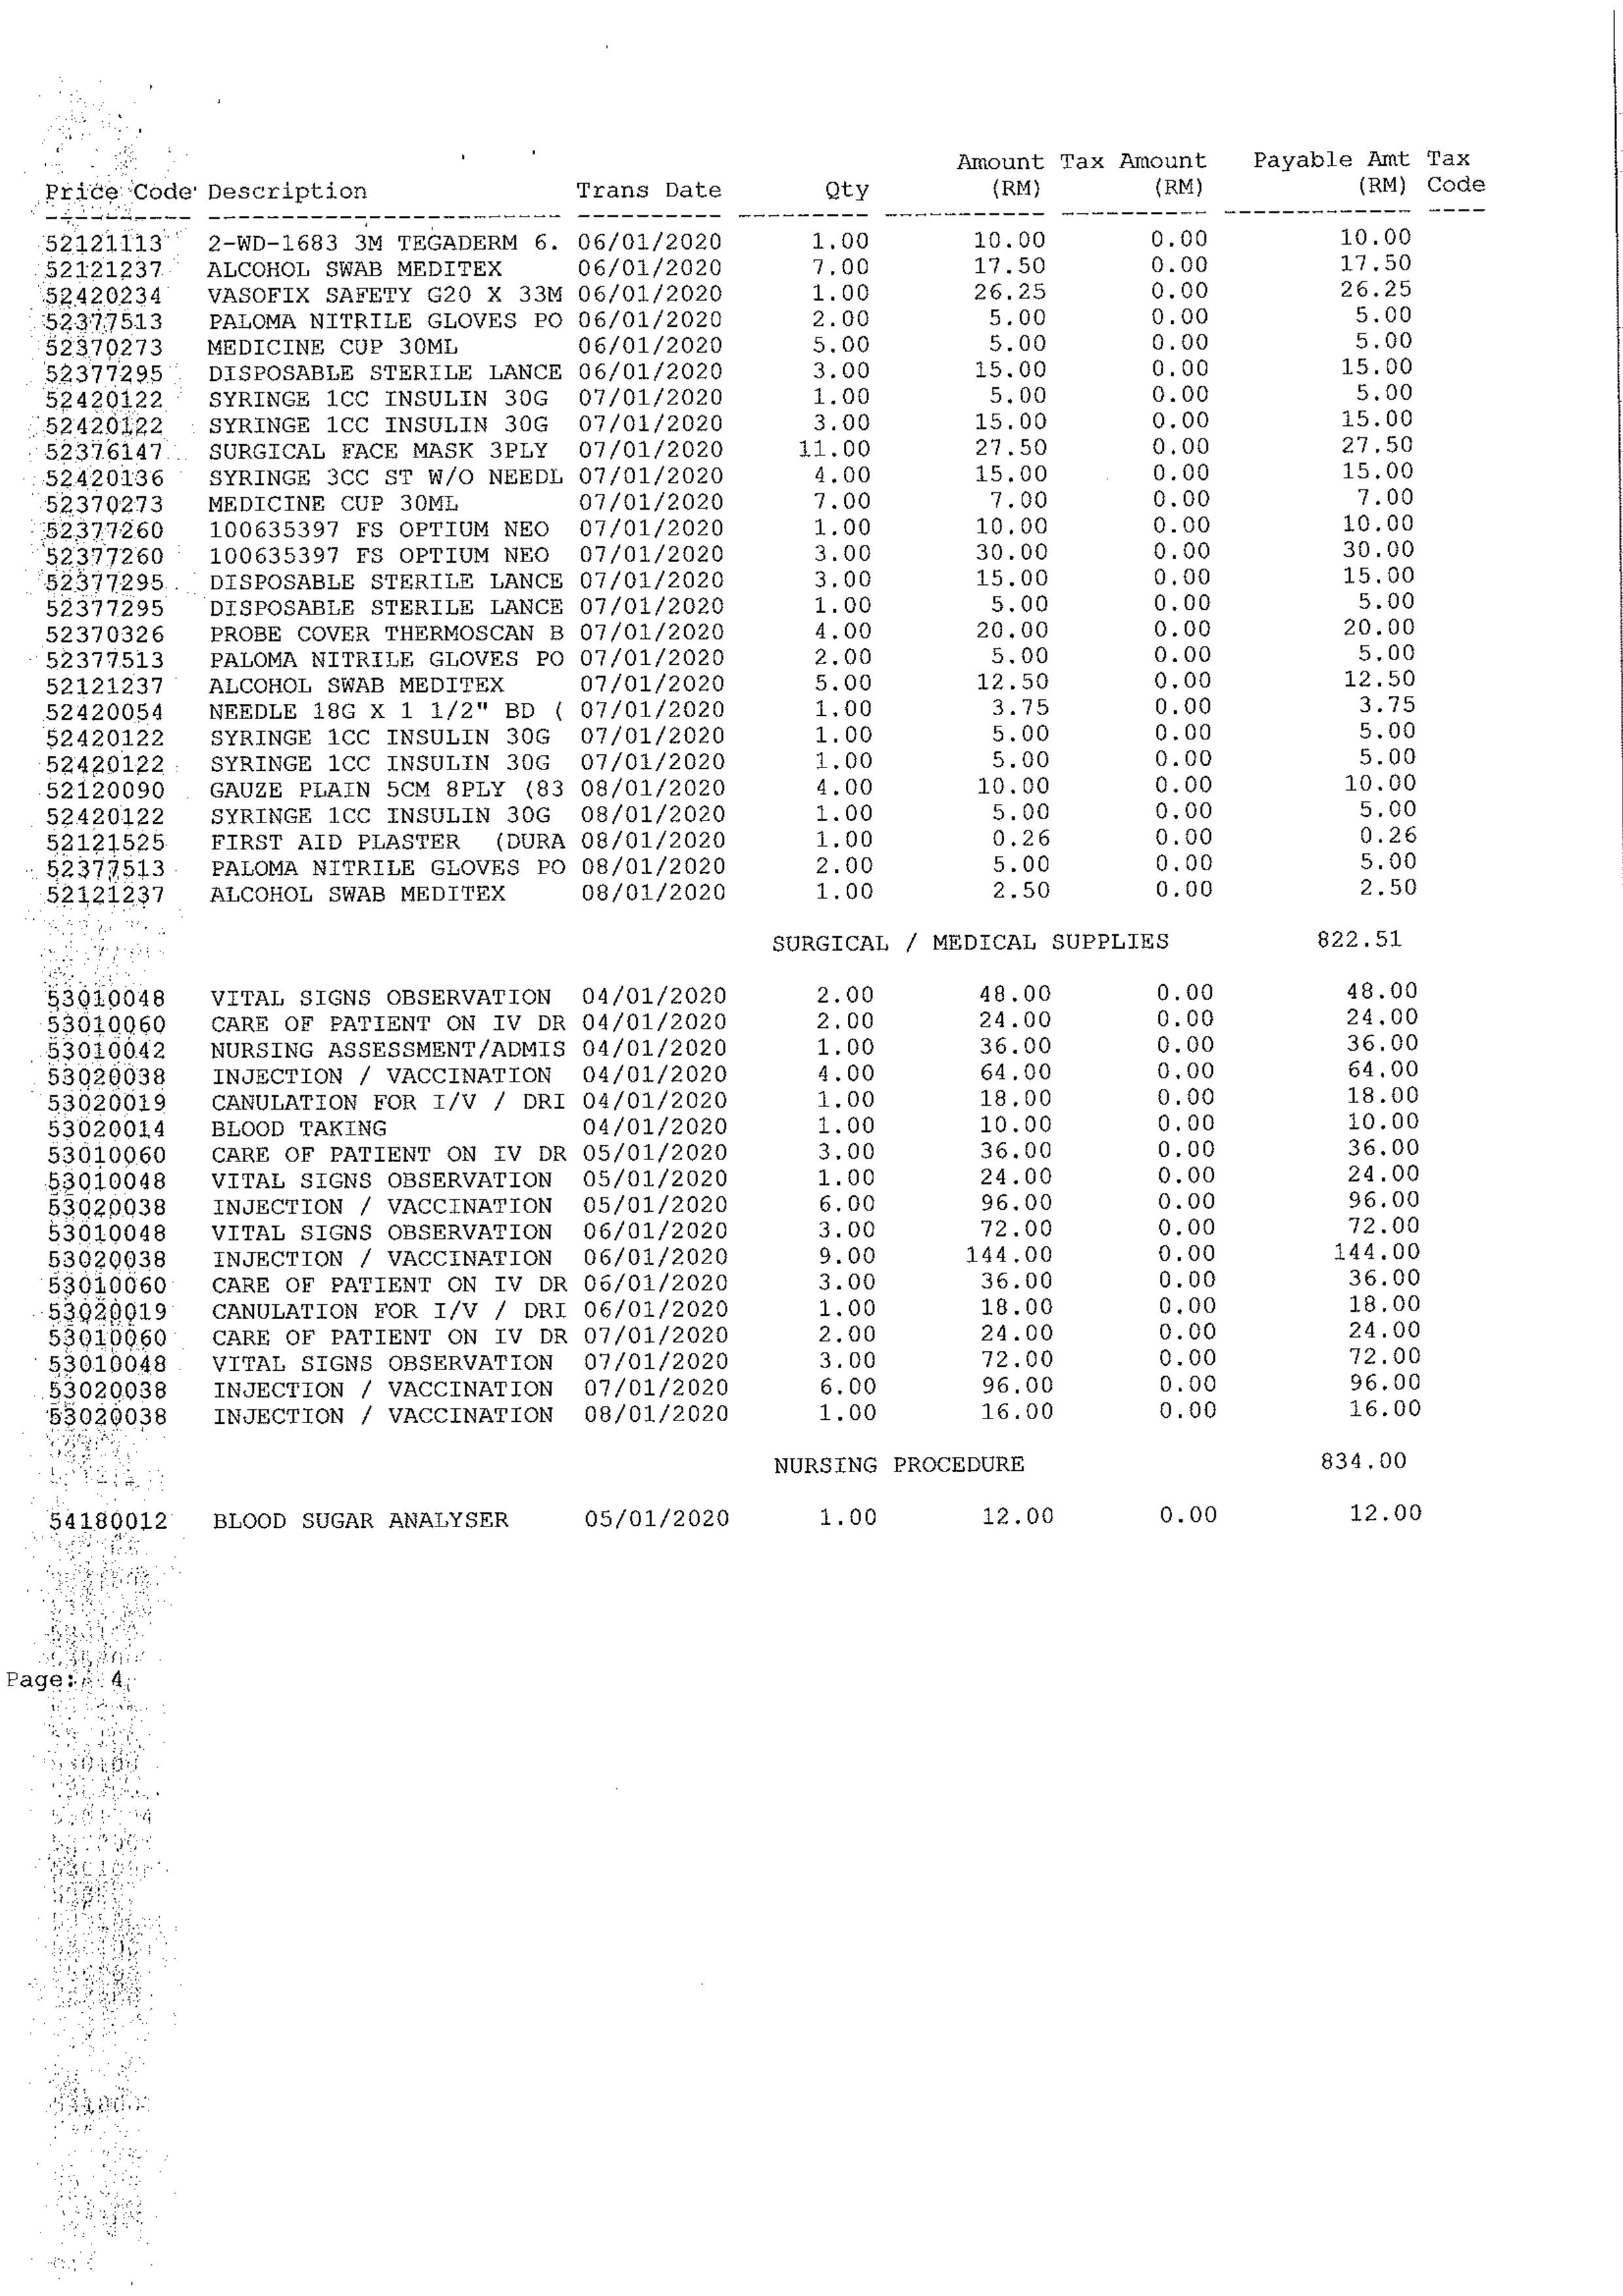 Amount Tax Amount Payable Amt Tax
Price Code Description Trans Date Qty (RM) (RM) (RM) Code
---------- ------------------------ ---------- --------- ----------- ---------- ----------- ----
52121113 2-WD-1683 3M TEGADERM 6. 06/01/2020 1.00 10.00 0.00 10.00
52121237 ALCOHOL SWAB MEDITEX 06/01/2020 7.00 17.50 0.00 17.50
52420234 VASOFIX SAFETY G20 X 33M 06/01/2020 1.00 26.25 0.00 26.25
52377513 PALOMA NITRILE GLOVES PO 06/01/2020 2.00 5.00 0.00 5.00
52370273 MEDICINE CUP 30ML 06/01/2020 5.00 5.00 0.00 5.00
52377295 DISPOSABLE STERILE LANCE 06/01/2020 3.00 15.00 0.00 15.00
52420122 SYRINGE 1CC INSULIN 30G 07/01/2020 1.00 5.00 0.00 5.00
52420122 SYRINGE 1CC INSULIN 30G 07/01/2020 3.00 15.00 0.00 15.00
52376147 SURGICAL FACE MASK 3PLY 07/01/2020 11.00 27.50 0.00 27.50
52420136 SYRINGE 3CC ST W/O NEEDL 07/01/2020 4.00 15.00 0.00 15.00
52370273 MEDICINE CUP 30ML 07/01/2020 7.00 7.00 0.00 7.00
52377260 100635397 FS OPTIUM NEO 07/01/2020 1.00 10.00 0.00 10.00
52377260 100635397 FS OPTIUM NEO 07/01/2020 3.00 30.00 0.00 30.00
52377295 DISPOSABLE STERILE LANCE 07/01/2020 3.00 15.00 0.00 15.00
52377295 DISPOSABLE STERILE LANCE 07/01/2020 1.00 5.00 0.00 5.00
52370326 PROBE COVER THERMOSCAN B 07/01/2020 4.00 20.00 0.00 20.00
52377513 PALOMA NITRILE GLOVES PO 07/01/2020 2.00 5.00 0.00 5.00
52121237 ALCOHOL SWAB MEDITEX 07/01/2020 5.00 12.50 0.00 12.50
52420054 NEEDLE 18G X 1 1/2" BD ( 07/01/2020 1.00 3.75 0.00 3.75
52420122 SYRINGE 1CC INSULIN 30G 07/01/2020 1.00 5.00 0.00 5.00
52420122 SYRINGE 1CC INSULIN 30G 07/01/2020 1.00 5.00 0.00 5.00
52120090 GAUZE PLAIN 5CM 8PLY (83 08/01/2020 4.00 10.00 0.00 10.00
52420122 SYRINGE 1CC INSULIN 30G 08/01/2020 1.00 5.00 0.00 5.00
52121525 FIRST AID PLASTER (DURA 08/01/2020 1.00 0.26 0.00 0.26
52377513 PALOMA NITRILE GLOVES PO 08/01/2020 2.00 5.00 0.00 5.00
52121237 ALCOHOL SWAB MEDITEX 08/01/2020 1.00 2.50 0.00 2.50
SURGICAL / MEDICAL SUPPLIES 822.51
53010048 VITAL SIGNS OBSERVATION 04/01/2020 2.00 48.00 0.00 48.00
53010060 CARE OF PATIENT ON IV DR 04/01/2020 2.00 24.00 0.00 24.00
53010042 NURSING ASSESSMENT/ADMIS 04/01/2020 1.00 36.00 0.00 36.00
53020038 INJECTION / VACCINATION 04/01/2020 4.00 64.00 0.00 64.00
53020019 CANULATION FOR I/V / DRI 04/01/2020 1.00 18.00 0.00 18.00
53020014 BLOOD TAKING 04/01/2020 1.00 10.00 0.00 10.00
53010060 CARE OF PATIENT ON IV DR 05/01/2020 3.00 36.00 0.00 36.00
53010048 VITAL SIGNS OBSERVATION 05/01/2020 1.00 24.00 0.00 24.00
53020038 INJECTION / VACCINATION 05/01/2020 6.00 96.00 0.00 96.00
53010048 VITAL SIGNS OBSERVATION 06/01/2020 3.00 72.00 0.00 72.00
53020038 INJECTION / VACCINATION 06/01/2020 9.00 144.00 0.00 144.00
53010060 CARE OF PATIENT ON IV DR 06/01/2020 3.00 36.00 0.00 36.00
53020019 CANULATION FOR I/V / DRI 06/01/2020 1.00 18.00 0.00 18.00
53010060 CARE OF PATIENT ON IV DR 07/01/2020 2.00 24.00 0.00 24.00
53010048 VITAL SIGNS OBSERVATION 07/01/2020 3.00 72.00 0.00 72.00
53020038 INJECTION / VACCINATION 07/01/2020 6.00 96.00 0.00 96.00
53020038 INJECTION / VACCINATION 08/01/2020 1.00 16.00 0.00 16.00
NURSING PROCEDURE 834.00
54180012 BLOOD SUGAR ANALYSER 05/01/2020 1.00 12.00 0.00 12.00
Page: 4